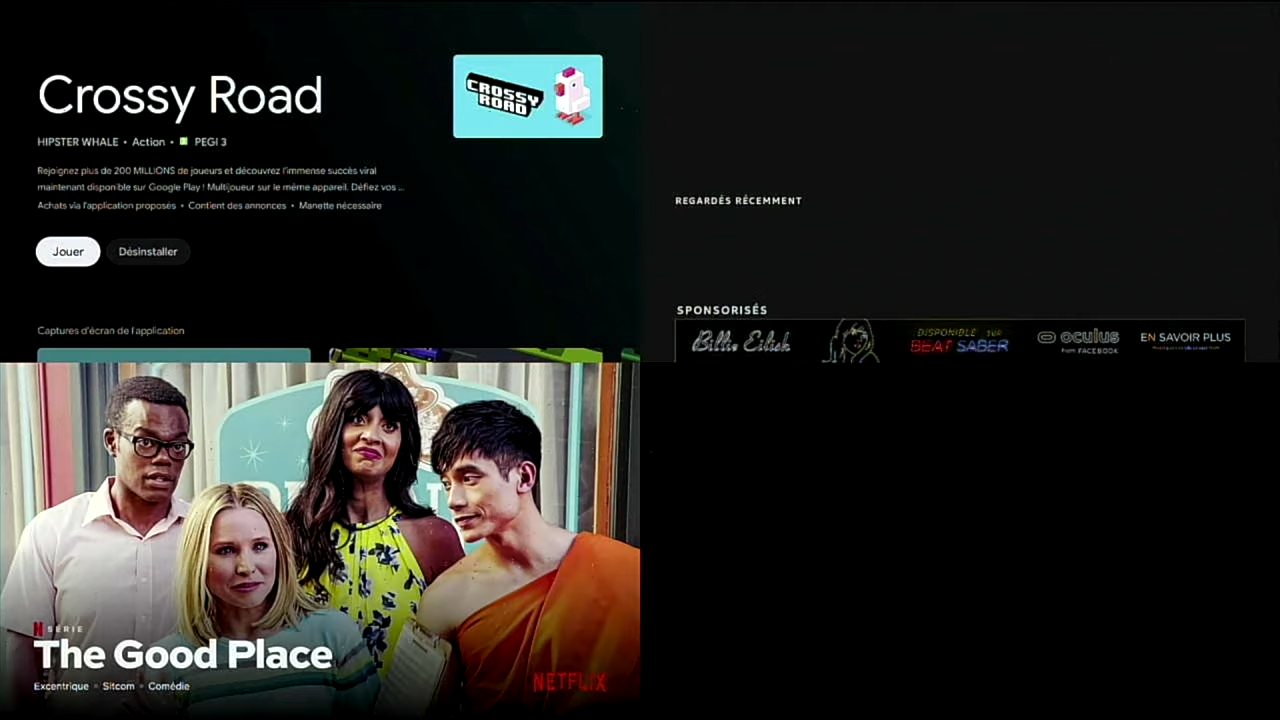 Crossy Road
CROSSY
ROAD
HIPSTER WHALE • Action • PEGI 3
Rejoignez plus de 200 MILLIONS de joueurs et découvrez l'immense succès viral
maintenant disponible sur Google Play ! Multijoueur sur le même appareil. Défiez vos ...
Achats via l'application proposés • Contient des annonces • Manette nécessaire
Jouer
Désinstaller
Captures d'écran de l'application
REGARDÉS RÉCEMMENT
SPONSORISÉS
Billie Eilish
DISPONIBLE SUR
BEAT SABER
oculus
from FACEBOOK
EN SAVOIR PLUS
N SERIE
The Good Place
Excentrique • Sitcom • Comédie
NETFLIX